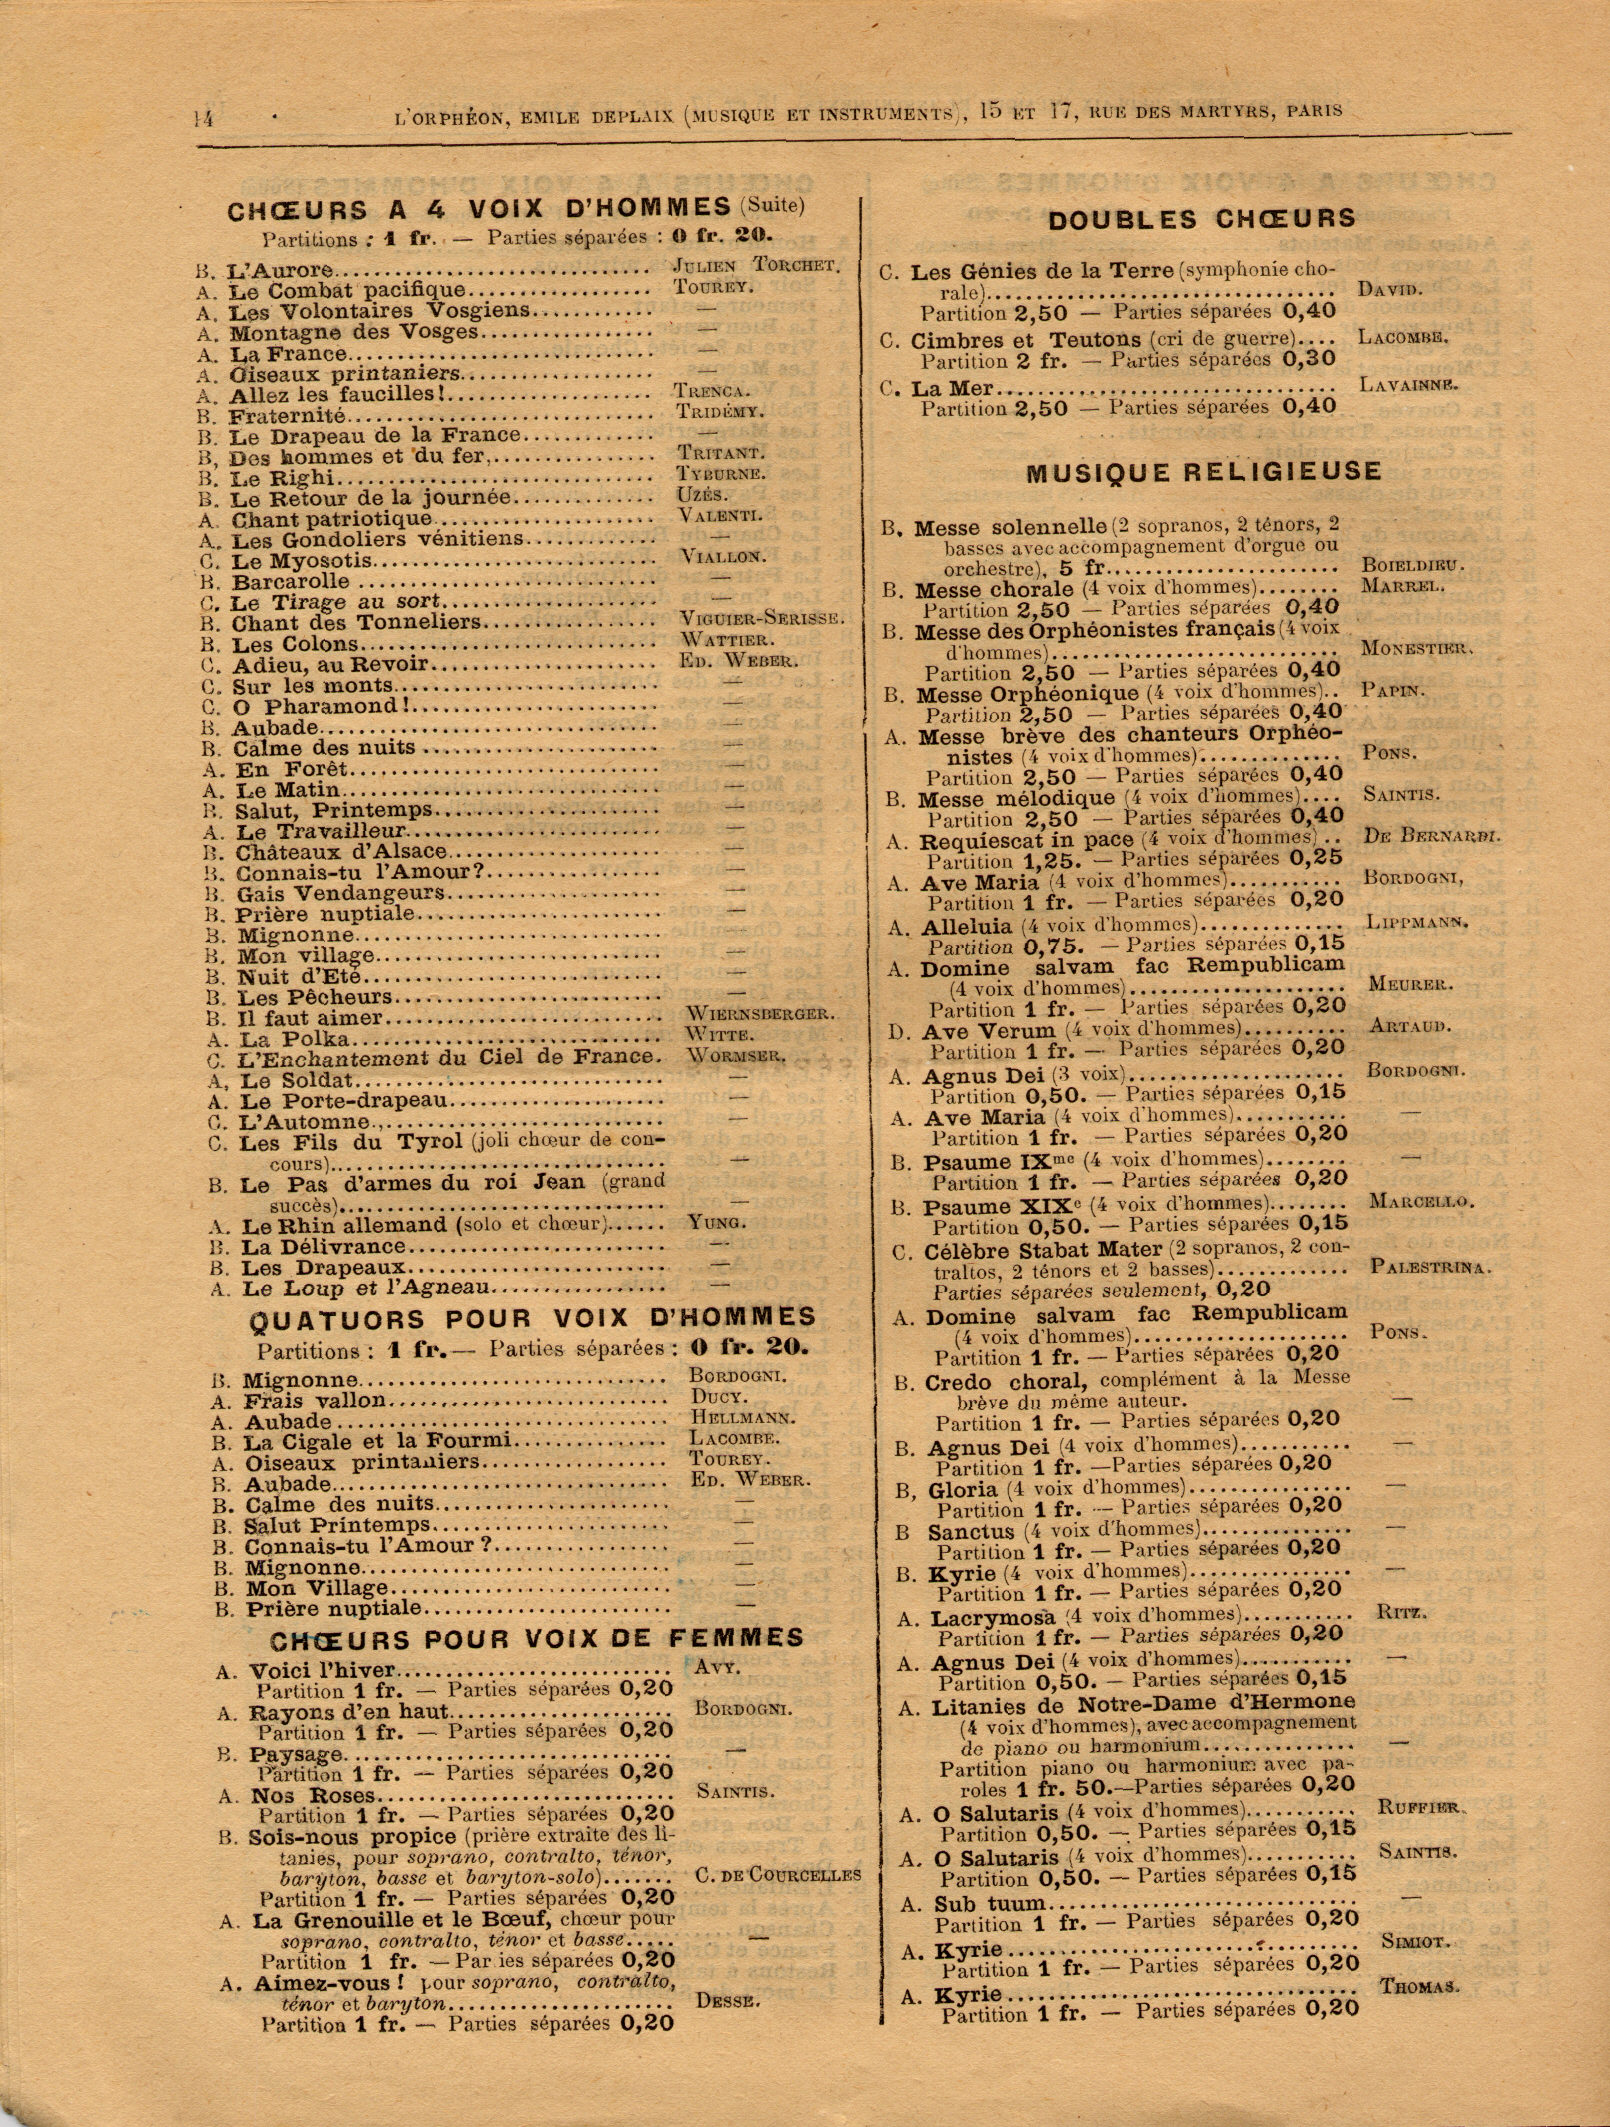 14
L'ORPHÉON, EMILE DEPLAIX (MUSIQUE ET INSTRUMENTS), 15 ET 17, RUE DES MARTYRS, PARIS
CHŒURS A 4 VOIX D'HOMMES (Suite)
Partitions : 1 fr. — Parties séparées : 0 fr. 20.
B. L'Aurore.............................. JULIEN TORCHET.
A. Le Combat pacifique.................. TOUREY.
A. Les Volontaires Vosgiens............ —
A. Montagne des Vosges................. —
A. La France............................... —
A. Oiseaux printaniers................... —
A. Allez les faucilles!.................... TRENCA.
B. Fraternité.............................. TRIDÉMY.
B. Le Drapeau de la France............. —
B, Des hommes et du fer,................ TRITANT.
B. Le Righi................................ TYBURNE.
B. Le Retour de la journée.............. UZÉS.
A. Chant patriotique..................... VALENTI.
A. Les Gondoliers vénitiens............. —
C. Le Myosotis............................ VIALLON.
B. Barcarolle .............................. —
C. Le Tirage au sort..................... —
B. Chant des Tonneliers................. VIGUIER-SERISSE.
B. Les Colons.............................. WATTIER.
C. Adieu, au Revoir....................... ED. WEBER.
C. Sur les monts.......................... —
C. O Pharamond!......................... —
B. Aubade.................................. —
B. Calme des nuits ....................... —
A. En Forêt................................ —
A. Le Matin................................ —
B. Salut, Printemps....................... —
A. Le Travailleur.......................... —
B. Châteaux d'Alsace..................... —
B. Connais-tu l'Amour?.................. —
B. Gais Vendangeurs...................... —
B. Prière nuptiale......................... —
B. Mignonne............................... —
B. Mon village............................. —
B. Nuit d'Eté............................... —
B. Les Pêcheurs........................... —
B. Il faut aimer............................ WIERNSBERGER.
A. La Polka................................ WITTE.
C. L'Enchantement du Ciel de France. WORMSER.
A, Le Soldat............................... —
A. Le Porte-drapeau...................... —
C. L'Automne.,............................ —
C. Les Fils du Tyrol (joli chœur de con-
cours)................................. —
B. Le Pas d'armes du roi Jean (grand
succès)................................ —
A. Le Rhin allemand (solo et chœur)...... YUNG.
B. La Délivrance.......................... —
B. Les Drapeaux.......................... —
A. Le Loup et l'Agneau.................. —
QUATUORS POUR VOIX D'HOMMES
Partitions : 1 fr.— Parties séparées : 0 fr. 20.
B. Mignonne............................... BORDOGNI.
A. Frais vallon............................ DUCY.
A. Aubade ................................. HELLMANN.
B. La Cigale et la Fourmi............... LACOMBE.
A. Oiseaux printaniers................... TOUREY.
B. Aubade.................................. ED. WEBER.
B. Calme des nuits....................... —
B. Salut Printemps........................ —
B. Connais-tu l'Amour ?................. —
B. Mignonne............................... —
B. Mon Village............................ —
B. Prière nuptiale......................... —
CHŒURS POUR VOIX DE FEMMES
A. Voici l'hiver............................ AVY.
Partition 1 fr. — Parties séparées 0,20
A. Rayons d'en haut...................... BORDOGNI.
Partition 1 fr. — Parties séparées 0,20
B. Paysage................................. —
Partition 1 fr. — Parties séparées 0,20
A. Nos Roses.............................. SAINTIS.
Partition 1 fr. — Parties séparées 0,20
B. Sois-nous propice (prière extraite des li-
tanies, pour soprano, contralto, ténor,
baryton, basse et baryton-solo)....... C. DE COURCELLES
Partition 1 fr. — Parties séparées 0,20
A. La Grenouille et le Bœuf, chœur pour
soprano, contralto, ténor et basse..... —
Partition 1 fr. — Par ies séparées 0,20
A. Aimez-vous ! pour soprano, contralto,
ténor et baryton...................... DESSE.
Partition 1 fr. — Parties séparées 0,20
DOUBLES CHŒURS
C. Les Génies de la Terre (symphonie cho-
rale).................................. DAVID.
Partition 2,50 — Parties séparées 0,40
C. Cimbres et Teutons (cri de guerre).... LACOMBE.
Partition 2 fr. — Parties séparées 0,30
C. La Mer.................................. LAVAINNE.
Partition 2,50 — Parties séparées 0,40
MUSIQUE RELIGIEUSE
B. Messe solennelle (2 sopranos, 2 ténors, 2
basses avec accompagnement d'orgue ou
orchestre), 5 fr....................... BOIELDIEU.
B. Messe chorale (4 voix d'hommes)........ MARREL.
Partition 2,50 — Parties séparées 0,40
B. Messe des Orphéonistes français (4 voix
d'hommes)............................ MONESTIER.
Partition 2,50 — Parties séparées 0,40
B. Messe Orphéonique (4 voix d'hommes).. PAPIN.
Partition 2,50 — Parties séparées 0,40
A. Messe brève des chanteurs Orphéo-
nistes (4 voix d'hommes).............. PONS.
Partition 2,50 — Parties séparées 0,40
B. Messe mélodique (4 voix d'hommes).... SAINTIS.
Partition 2,50 — Parties séparées 0,40
A. Requiescat in pace (4 voix d'hommes) .. DE BERNARDI.
Partition 1,25. — Parties séparées 0,25
A. Ave Maria (4 voix d'hommes)........... BORDOGNI,
Partition 1 fr. — Parties séparées 0,20
A. Alleluia (4 voix d'hommes).............. LIPPMANN.
Partition 0,75. — Parties séparées 0,15
A. Domine salvam fac Rempublicam
(4 voix d'hommes)..................... MEURER.
Partition 1 fr. — Parties séparées 0,20
D. Ave Verum (4 voix d'hommes).......... ARTAUD.
Partition 1 fr. — Parties séparées 0,20
A. Agnus Dei (3 voix)..................... BORDOGNI.
Partition 0,50. — Parties séparées 0,15
A. Ave Maria (4 voix d'hommes)........... —
Partition 1 fr. — Parties séparées 0,20
B. Psaume IXme (4 voix d'hommes)........ —
Partition 1 fr. — Parties séparées 0,20
B. Psaume XIXe (4 voix d'hommes)........ MARCELLO.
Partition 0,50. — Parties séparées 0,15
C. Célèbre Stabat Mater (2 sopranos, 2 con-
traltos, 2 ténors et 2 basses)............. PALESTRINA.
Parties séparées seulement, 0,20
A. Domine salvam fac Rempublicam
(4 voix d'hommes)..................... PONS.
Partition 1 fr. — Parties séparées 0,20
B. Credo choral, complément à la Messe
brève du même auteur. —
Partition 1 fr. — Parties séparées 0,20
B. Agnus Dei (4 voix d'hommes)........... —
Partition 1 fr. —Parties séparées 0,20
B, Gloria (4 voix d'hommes)................ —
Partition 1 fr. — Parties séparées 0,20
B Sanctus (4 voix d'hommes)............... —
Partition 1 fr. — Parties séparées 0,20
B. Kyrie (4 voix d'hommes)................ —
Partition 1 fr. — Parties séparées 0,20
A. Lacrymosa (4 voix d'hommes)........... RITZ.
Partition 1 fr. — Parties séparées 0,20
A. Agnus Dei (4 voix d'hommes)........... —
Partition 0,50. — Parties séparées 0,15
A. Litanies de Notre-Dame d'Hermone
(4 voix d'hommes), avec accompagnement
de piano ou harmonium............... —
Partition piano ou harmonium avec pa-
roles 1 fr. 50.—Parties séparées 0,20
A. O Salutaris (4 voix d'hommes)........... RUFFIER.
Partition 0,50. — Parties séparées 0,15
A. O Salutaris (4 voix d'hommes)........... SAINTIS.
Partition 0,50. — Parties séparées 0,15
A. Sub tuum............................... —
Partition 1 fr. — Parties séparées 0,20
A. Kyrie ................................... SIMIOT.
Partition 1 fr. — Parties séparées 0,20
A. Kyrie ................................... THOMAS.
Partition 1 fr. — Parties séparées 0,20